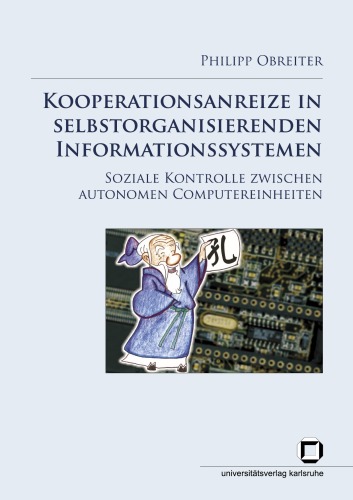 Philipp Obreiter
Kooperationsanreize in
selbstorganisierenden
Informationssystemen
Soziale Kontrolle zwischen
autonomen Computereinheiten
孔
universitätsverlag karlsruhe